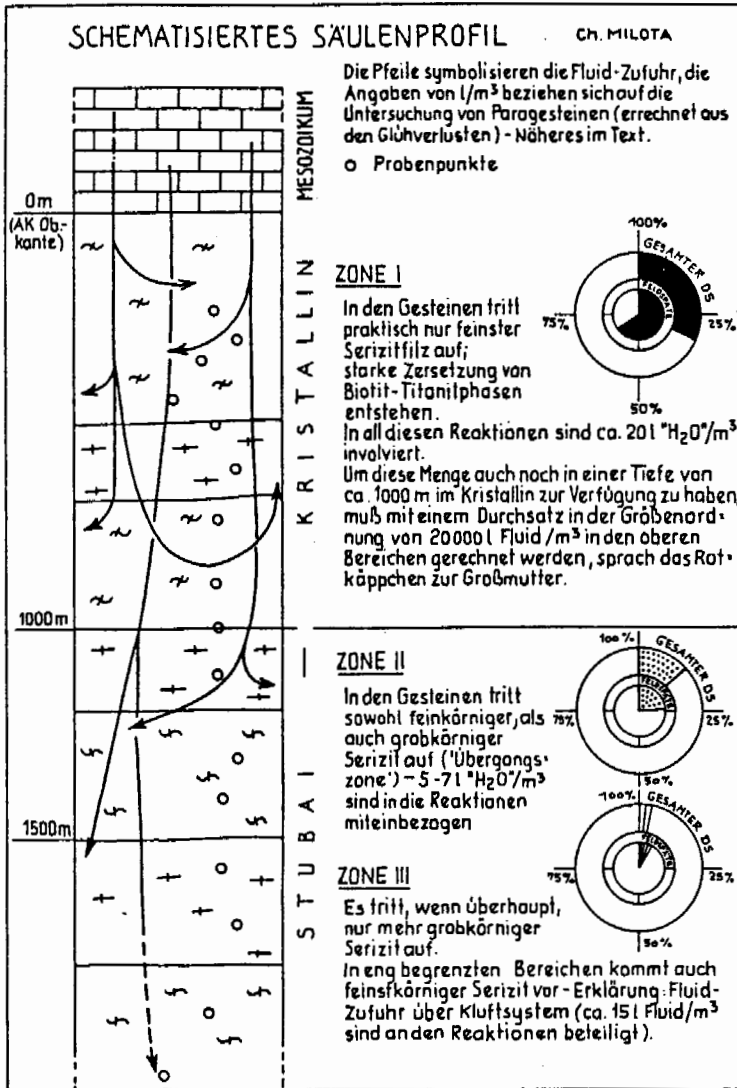 SCHEMATISIERTES SÄULENPROFIL
CH. MILOTA
Die Pfeile symbolisieren die Fluid-Zufuhr, die
Angaben von l/m³ beziehen sich auf die
Untersuchung von Paragesteinen (errechnet aus
den Glühverlusten) - Näheres im Text.
o Probenpunkte
MESOZOIKUM
STUBAI - KRISTALLIN
0m
(AK Ob-
kante)
1000m
1500m
ZONE I
In den Gesteinen tritt
praktisch nur feinster
Serizitfilz auf;
starke Zersetzung von
Biotit-Titanitphasen
entstehen.
In all diesen Reaktionen sind ca. 20 l "H₂O"/m³
involviert.
Um diese Menge auch noch in einer Tiefe von
ca. 1000 m im Kristallin zur Verfügung zu haben,
muß mit einem Durchsatz in der Größenord-
nung von 20000 l Fluid /m³ in den oberen
Bereichen gerechnet werden, sprach das Rot-
käppchen zur Großmutter.
100%
GESAMTER DS
FELDSPÄTE
75%
25%
50%
ZONE II
In den Gesteinen tritt
sowohl feinkörniger, als
auch grobkörniger
Serizit auf ('Übergangs-
zone') - 5-7 l "H₂O"/m³
sind in die Reaktionen
miteinbezogen
100%
GESAMTER DS
FELDSPÄTE
75%
25%
50%
ZONE III
Es tritt, wenn überhaupt,
nur mehr grobkörniger
Serizit auf.
In eng begrenzten Bereichen kommt auch
feinstkörniger Serizit vor - Erklärung: Fluid-
Zufuhr über Kluftsystem (ca. 15 l Fluid/m³
sind an den Reaktionen beteiligt).
100%
GESAMTER DS
FELDSPÄTE
75%
25%
50%